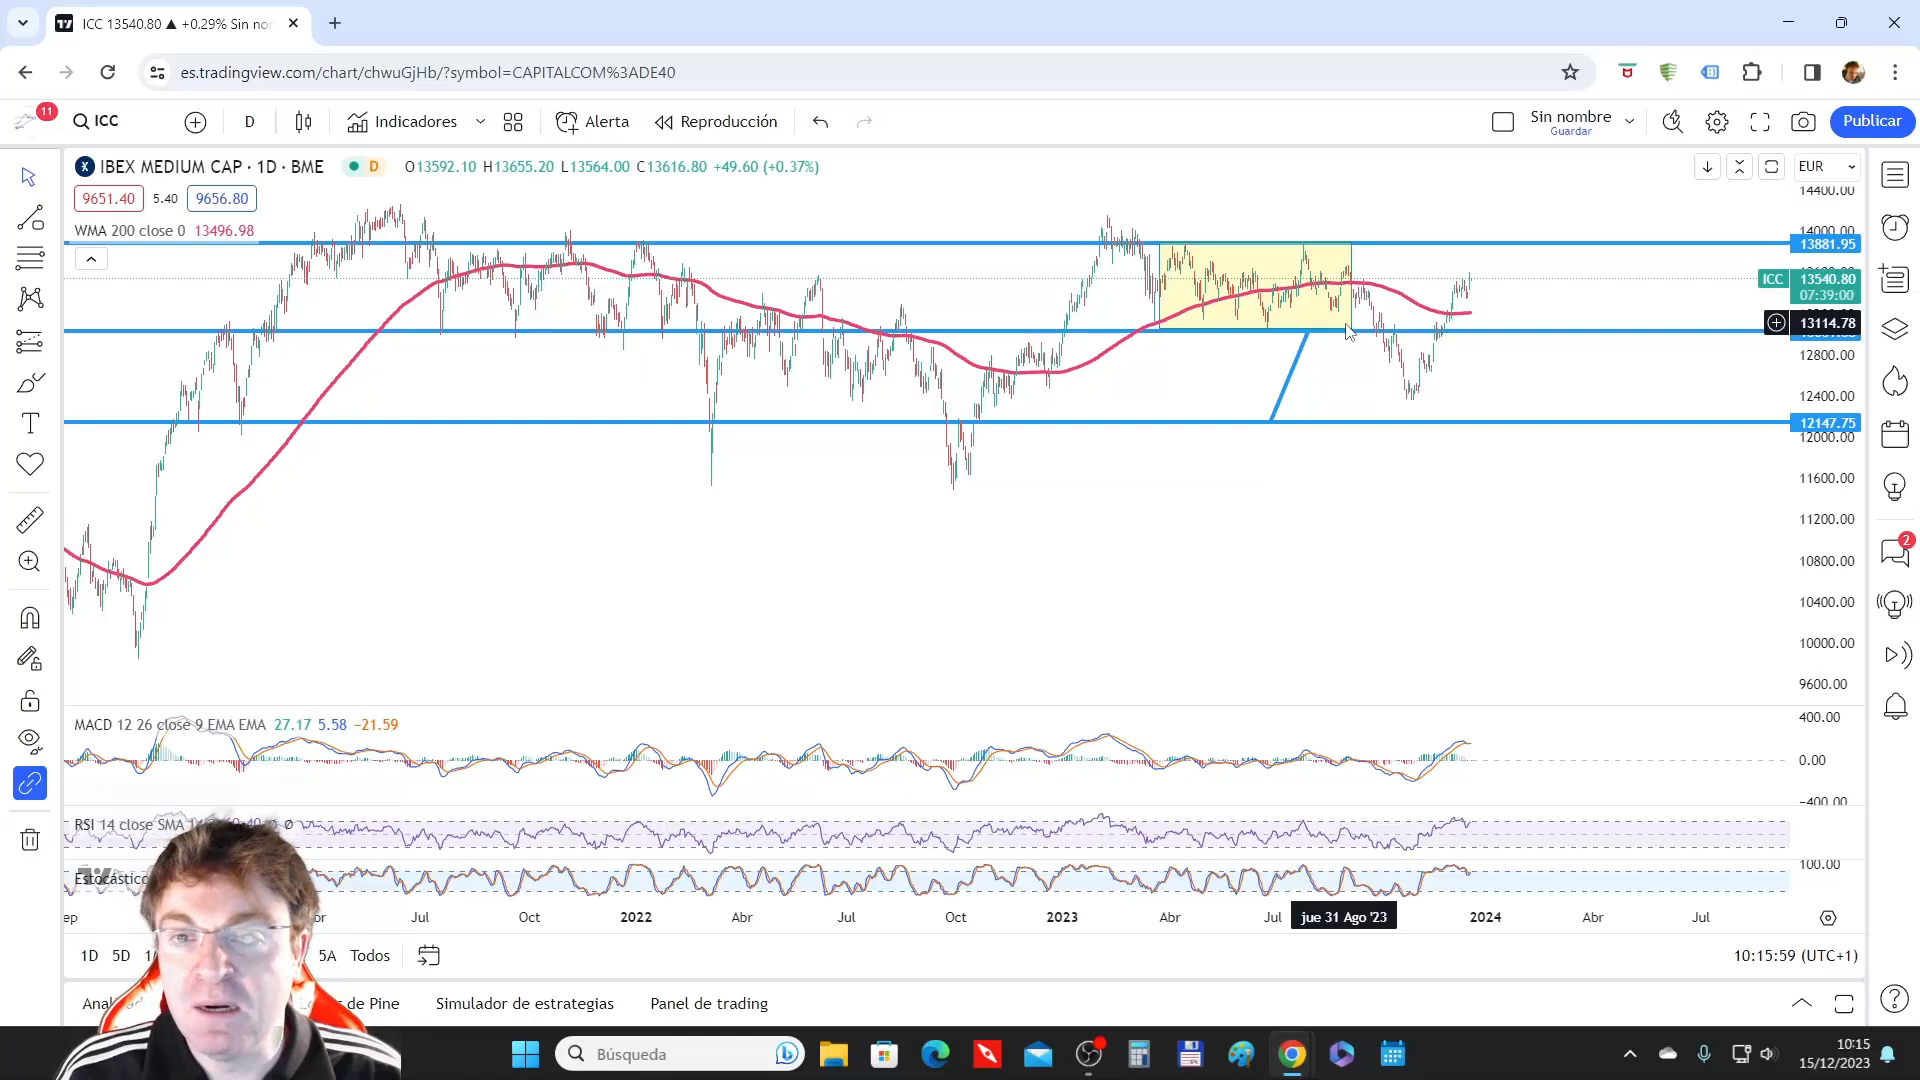 ICC 13540.80 ▲ +0.29% Sin no
es.tradingview.com/chart/chwuGjHb/?symbol=CAPITALCOM%3ADE40
11
ICC
D
Indicadores
Alerta
Reproducción
Sin nombre
Guardar
Publicar
IBEX MEDIUM CAP · 1D · BME
D
O13592.10 H13655.20 L13564.00 C13616.80 +49.60 (+0.37%)
EUR
9651.40
5.40
9656.80
WMA 200 close 0 13496.98
14400.00
14000.00
13881.95
ICC 13540.80
07:39:00
13114.78
12800.00
12400.00
12147.75
12000.00
11600.00
11200.00
10800.00
10400.00
10000.00
9600.00
2
MACD 12 26 close 9 EMA EMA 27.17 5.58 −21.59
400.00
0.00
−400.00
RSI 14 close SMA
Estocástico
100.00
Jul
Oct
2022
Abr
Jul
Oct
2023
Abr
Jul
jue 31 Ago '23
2024
Abr
Jul
1D
5D
5A
Todos
10:15:59 (UTC+1)
de Pine
Simulador de estrategias
Panel de trading
Búsqueda
10:15
15/12/2023